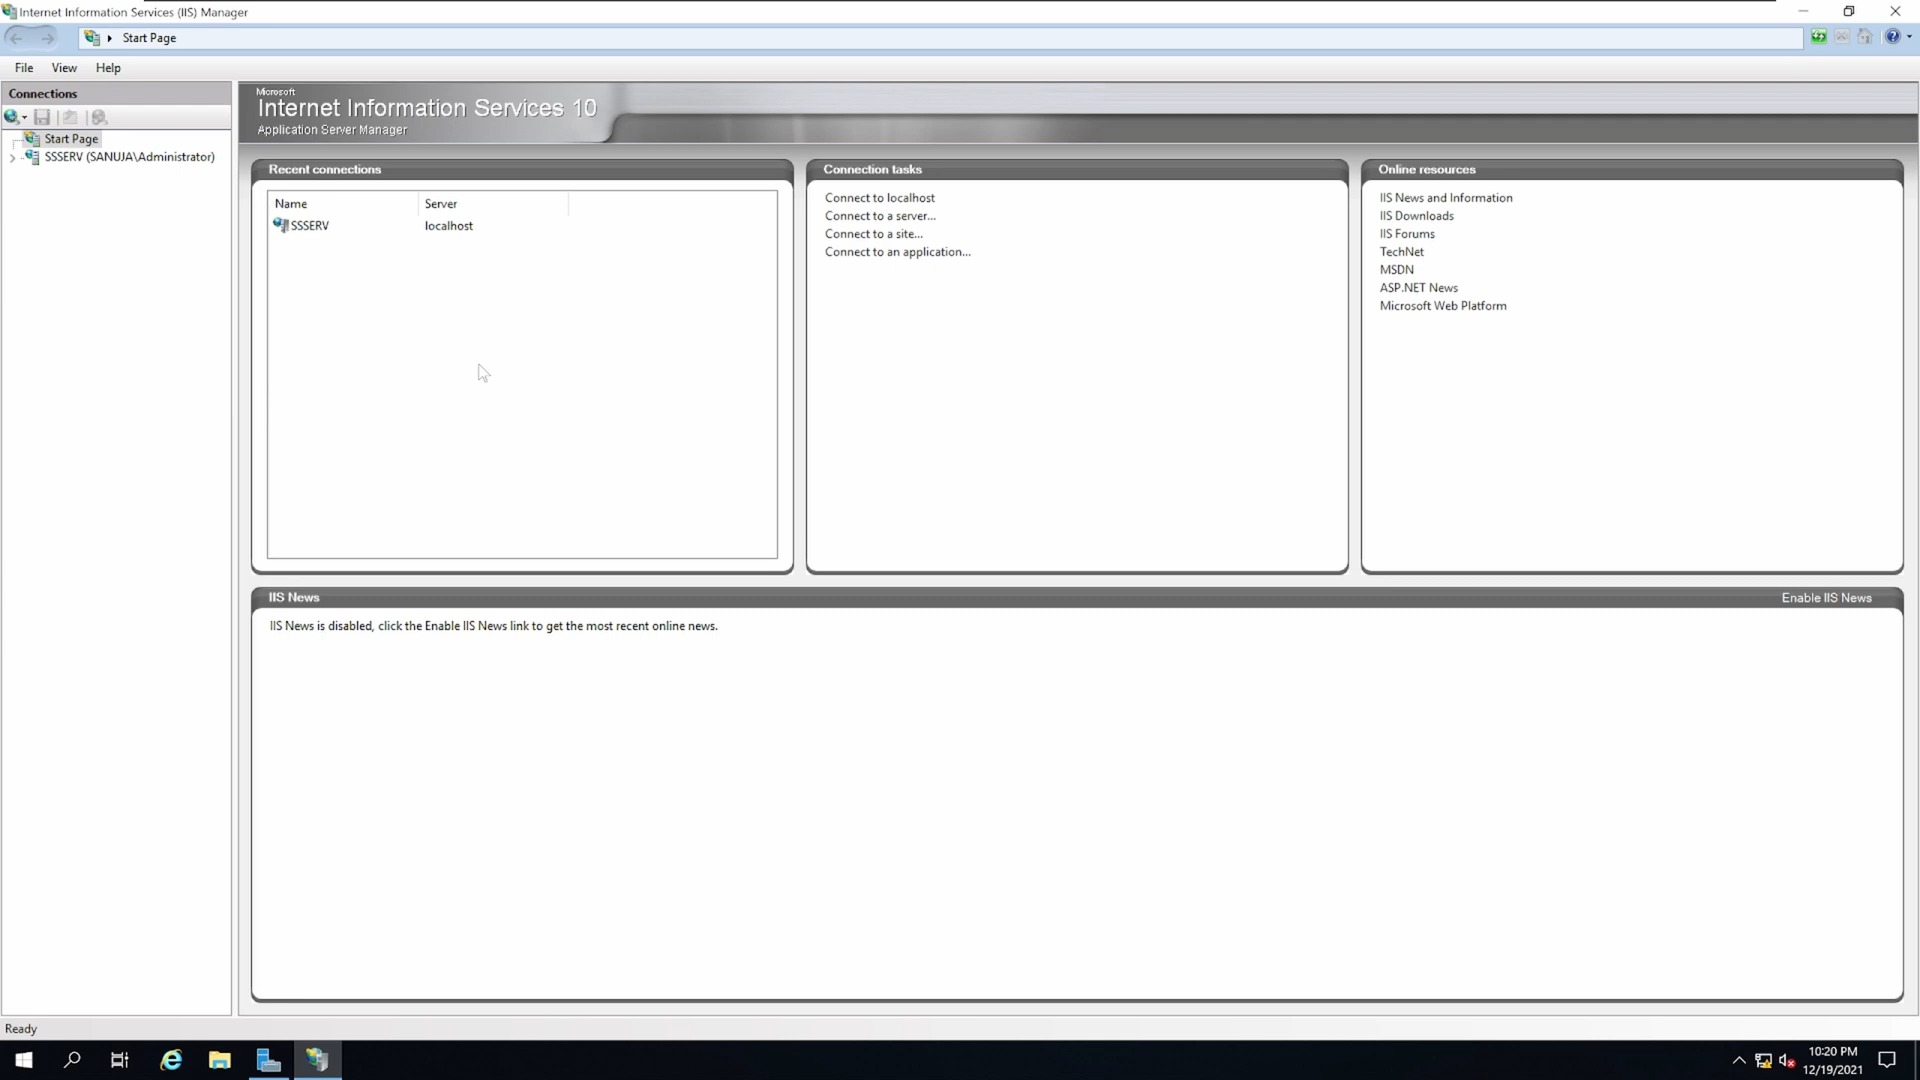 Internet Information Services (IIS) Manager
Start Page
File View Help
Connections
Start Page
SSSERV (SANUJA\Administrator)
Microsoft
Internet Information Services 10
Application Server Manager
Recent connections
Name Server
SSSERV localhost
Connection tasks
Connect to localhost
Connect to a server...
Connect to a site...
Connect to an application...
Online resources
IIS News and Information
IIS Downloads
IIS Forums
TechNet
MSDN
ASP.NET News
Microsoft Web Platform
IIS News Enable IIS News
IIS News is disabled, click the Enable IIS News link to get the most recent online news.
Ready
10:20 PM
12/19/2021